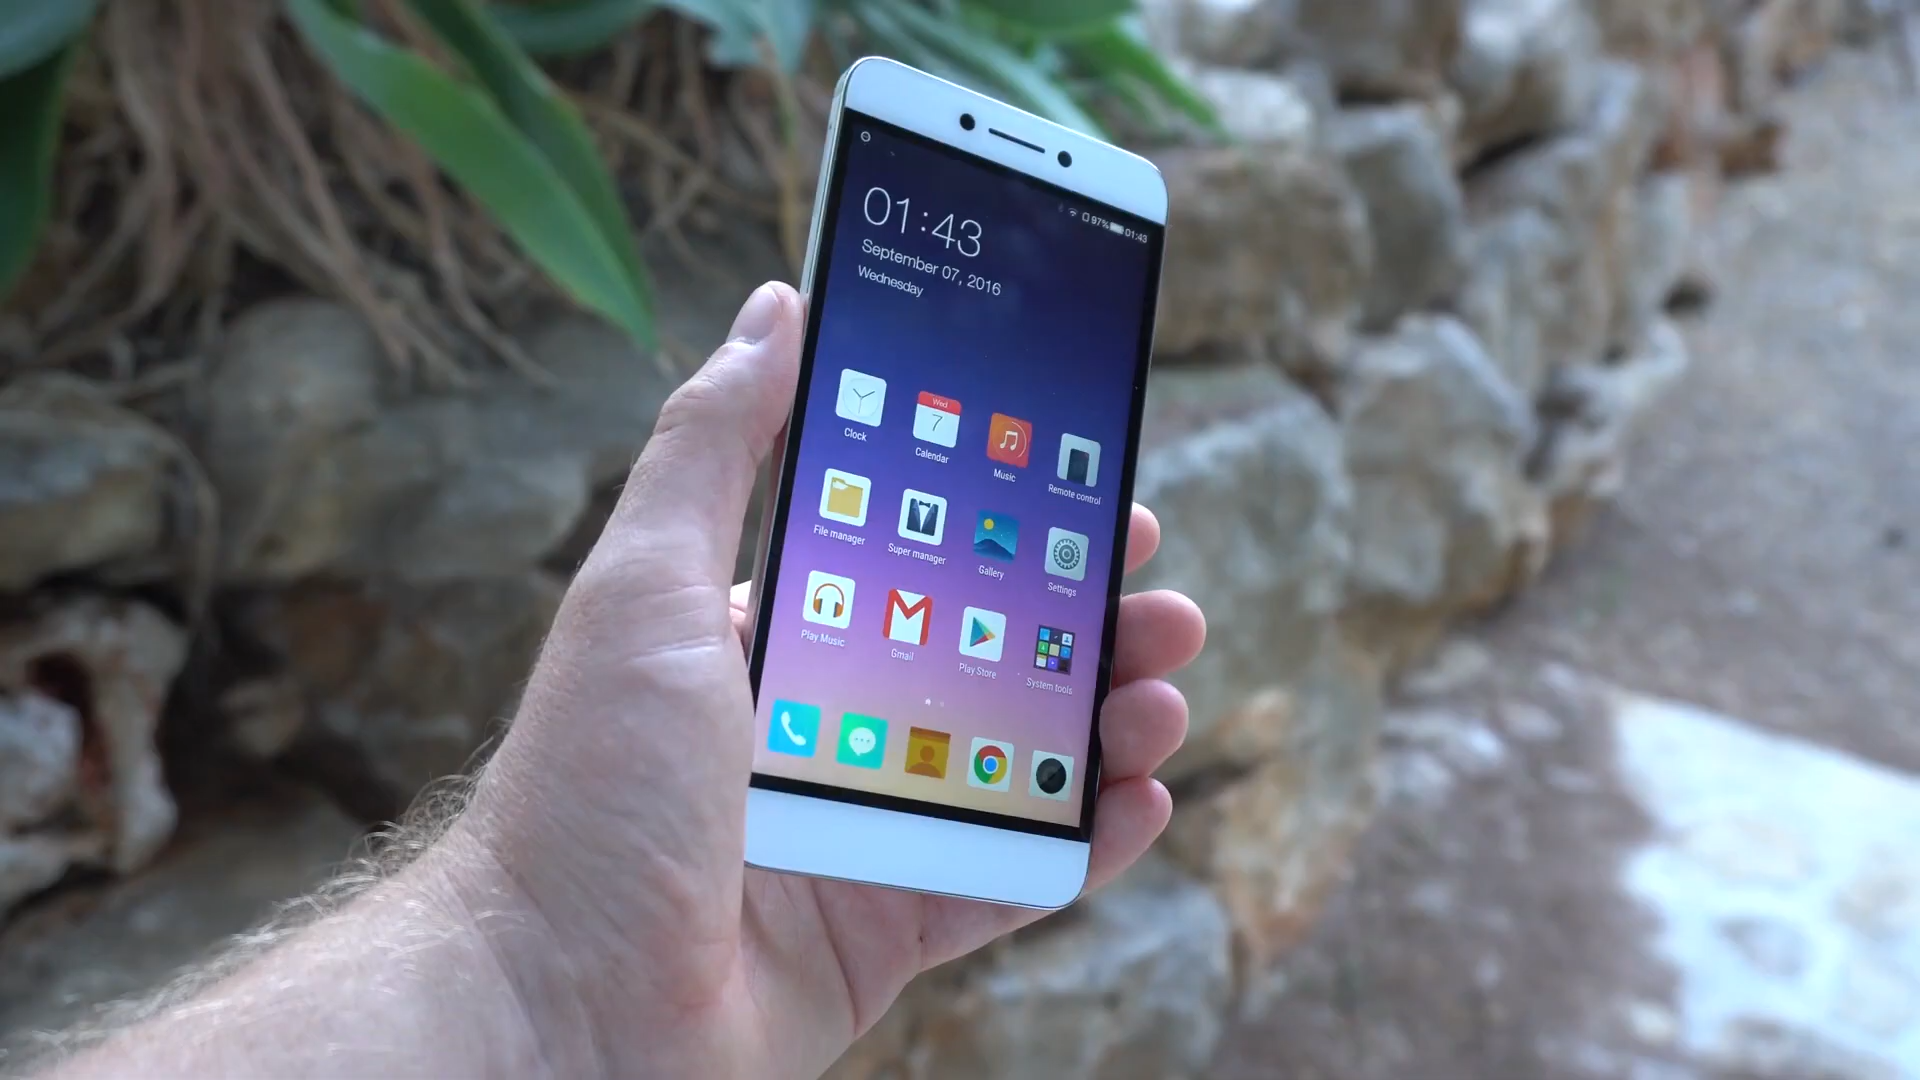 97% 01:43
01:43
September 07, 2016
Wednesday
Clock
Wed
7
Calendar
Music
Remote control
File manager
Super manager
Gallery
Settings
Play Music
Gmail
Play Store
System tools